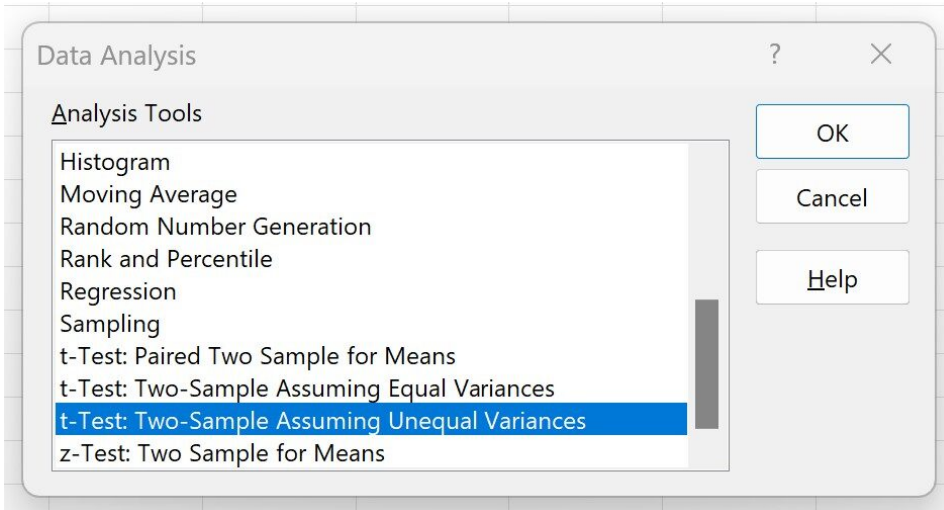 Data Analysis
?
Analysis Tools
OK
Histogram
Moving Average
Cancel
Random Number Generation
Rank and Percentile
Help
Regression
Sampling
t-Test: Paired Two Sample for Means
t-Test: Two-Sample Assuming Equal Variances
t-Test: Two-Sample Assuming Unequal Variances
z-Test: Two Sample for Means